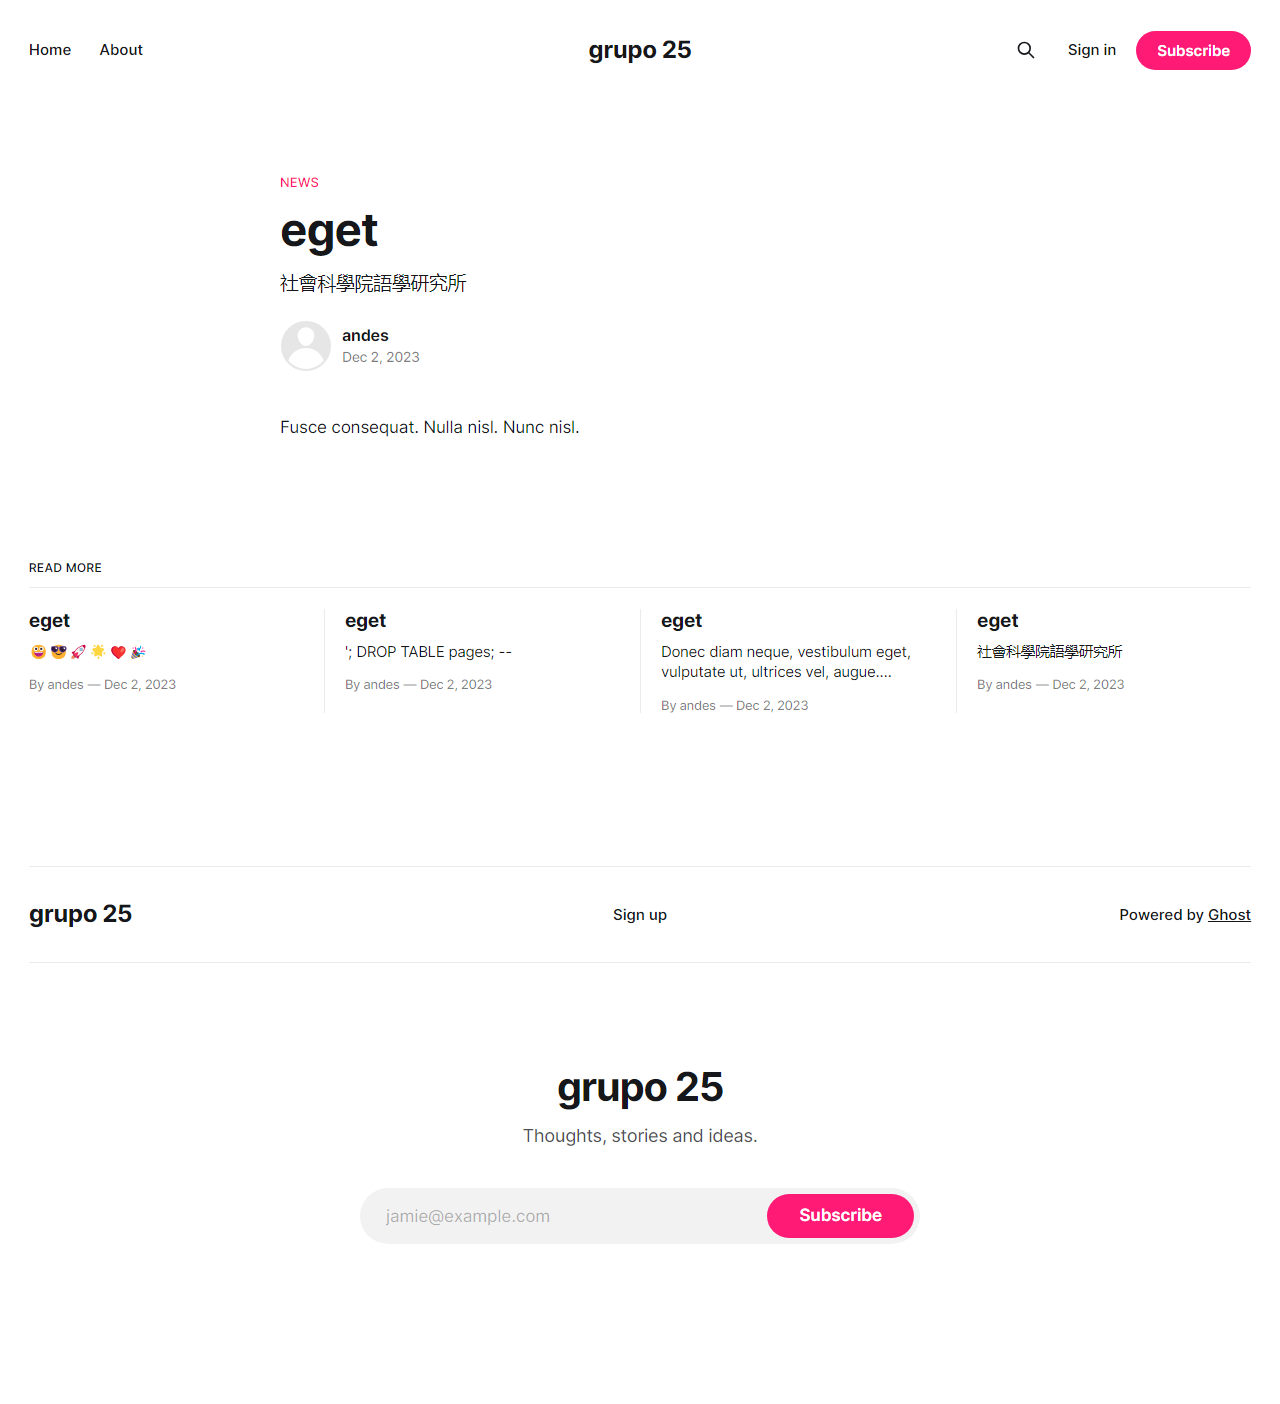 Home About grupo 25 Sign in Subscribe
NEWS
eget
社會科學院語學研究所
andes
Dec 2, 2023
Fusce consequat. Nulla nisl. Nunc nisl.
READ MORE
eget
😀 😎 🚀 🌟 ❤️ 🎉
By andes — Dec 2, 2023
eget
'; DROP TABLE pages; --
By andes — Dec 2, 2023
eget
Donec diam neque, vestibulum eget,
vulputate ut, ultrices vel, augue....
By andes — Dec 2, 2023
eget
社會科學院語學研究所
By andes — Dec 2, 2023
grupo 25 Sign up Powered by Ghost
grupo 25
Thoughts, stories and ideas.
jamie@example.com Subscribe